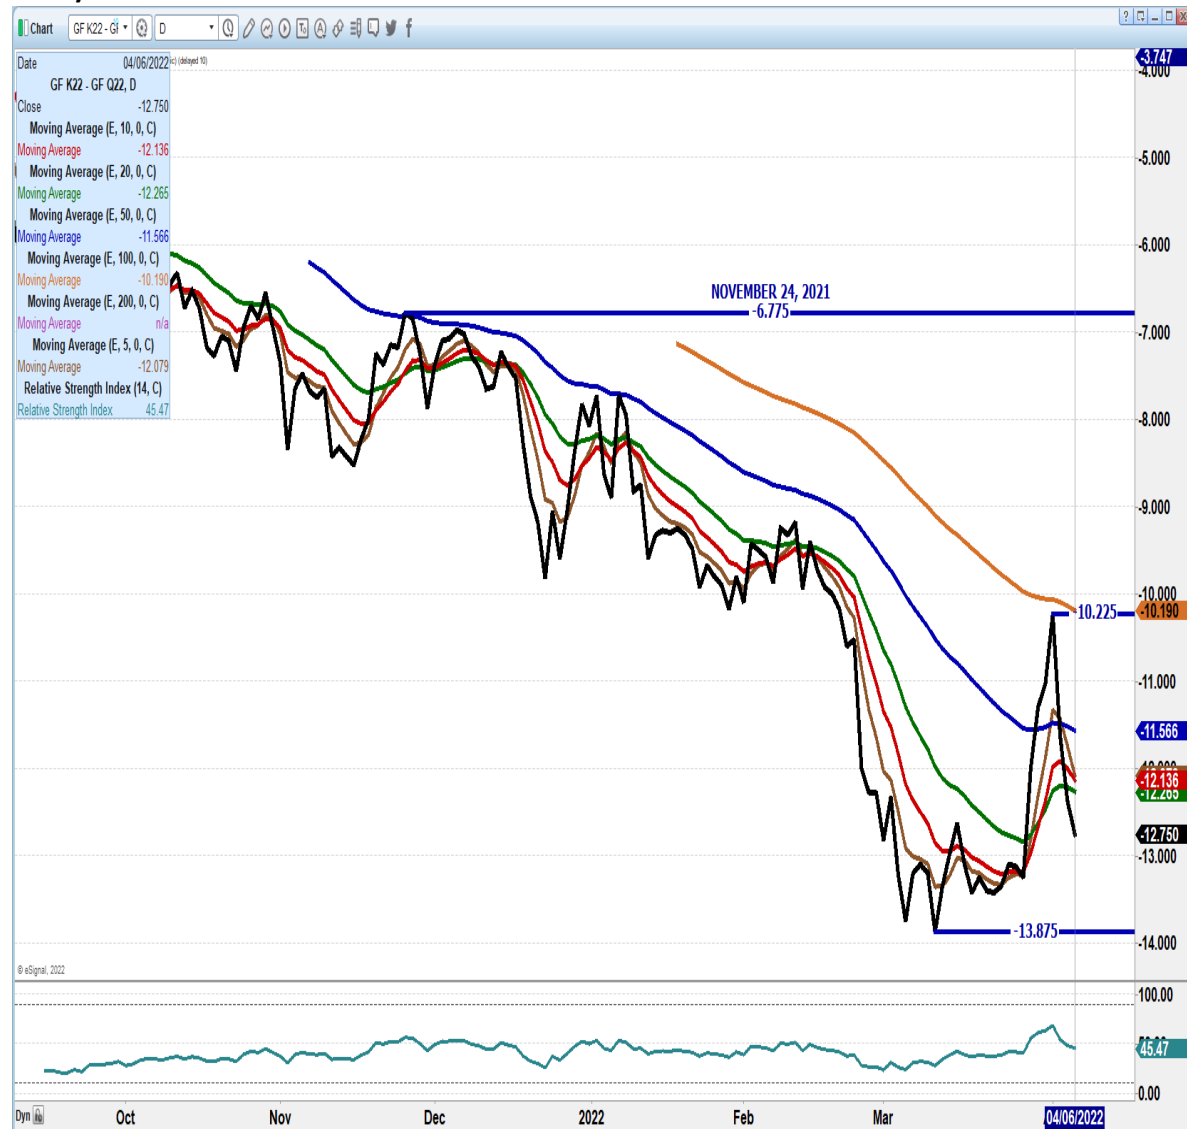 Chart GF K22 - GF D
Date 04/06/2022
ic) (delayed 10)
GF K22 - GF Q22, D
Close -12.750
Moving Average (E, 10, 0, C)
Moving Average -12.136
Moving Average (E, 20, 0, C)
Moving Average -12.265
Moving Average (E, 50, 0, C)
Moving Average -11.566
Moving Average (E, 100, 0, C)
Moving Average -10.190
Moving Average (E, 200, 0, C)
Moving Average n/a
Moving Average (E, 5, 0, C)
Moving Average -12.079
Relative Strength Index (14, C)
Relative Strength Index 45.47
-3.747
-4.000
-5.000
-6.000
NOVEMBER 24, 2021
-6.775
-7.000
-8.000
-9.000
-10.000
-10.225
-10.190
-11.000
-11.566
-12.136
-12.265
-12.750
-13.000
-13.875
-14.000
© eSignal, 2022
100.00
45.47
0.00
Dyn Oct Nov Dec 2022 Feb Mar 04/06/2022